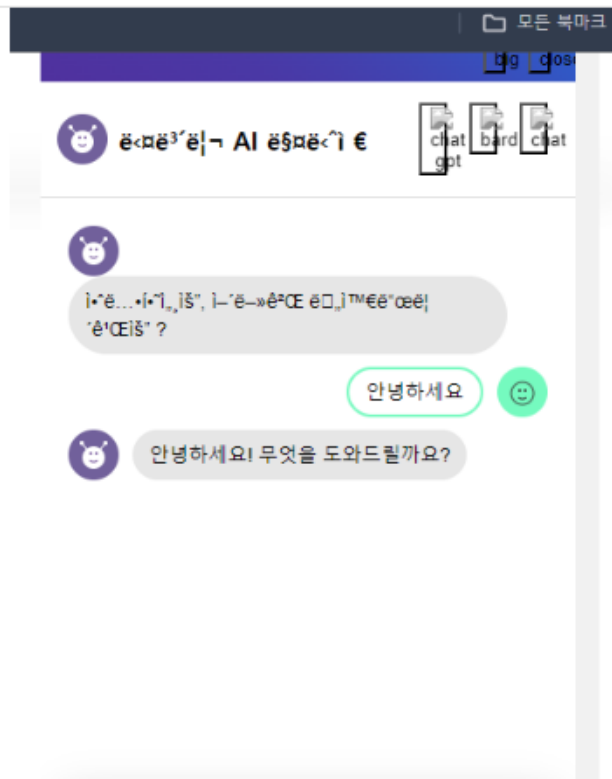 모든 북마크
big close
ë‹¤ë³´ë¦¬ AI ë§¤ë‹ˆì €
chat gpt
bard
chat
ì•ˆë…•í•˜ì„¸ìš”, ì–´ë–»ê²Œ ë□„ì™€ë“œë¦
´ê¹Œìš” ?
안녕하세요
안녕하세요! 무엇을 도와드릴까요?